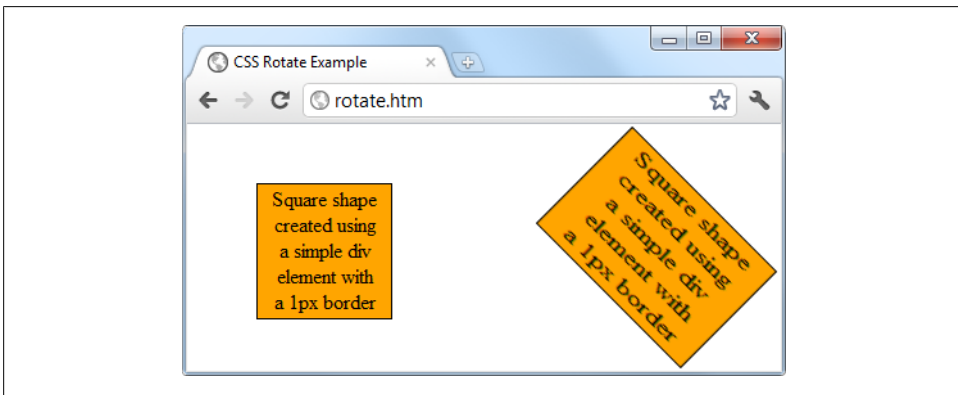 CSS Rotate Example
rotate.htm
Square shape
created using
a simple div
element with
a 1px border
Square shape
created using
a simple div
element with
a 1px border